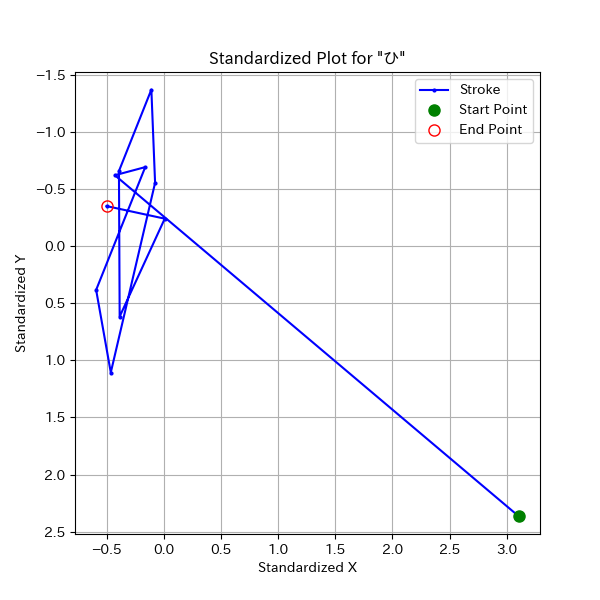 Standardized Plot for "ひ"
Stroke
Start Point
End Point
Standardized Y
−1.5
−1.0
−0.5
0.0
0.5
1.0
1.5
2.0
2.5
−0.5
0.0
0.5
1.0
1.5
2.0
2.5
3.0
Standardized X